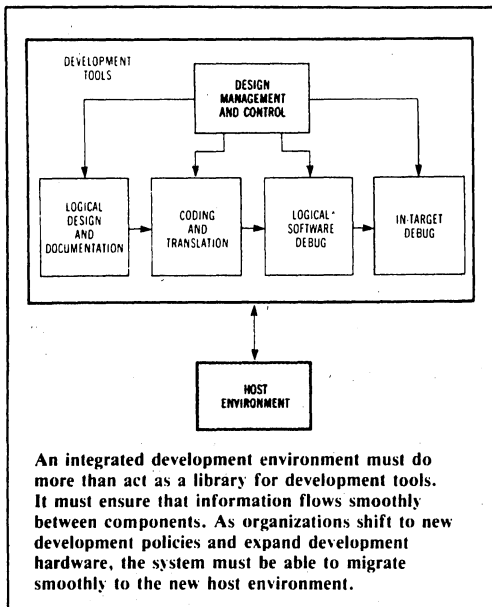 DEVELOPMENT
TOOLS
DESIGN
MANAGEMENT
AND CONTROL
LOGICAL
DESIGN
AND
DOCUMENTATION
CODING
AND
TRANSLATION
LOGICAL
SOFTWARE
DEBUG
IN-TARGET
DEBUG
HOST
ENVIRONMENT
An integrated development environment must do
more than act as a library for development tools.
It must ensure that information flows smoothly
between components. As organizations shift to new
development policies and expand development
hardware, the system must be able to migrate
smoothly to the new host environment.